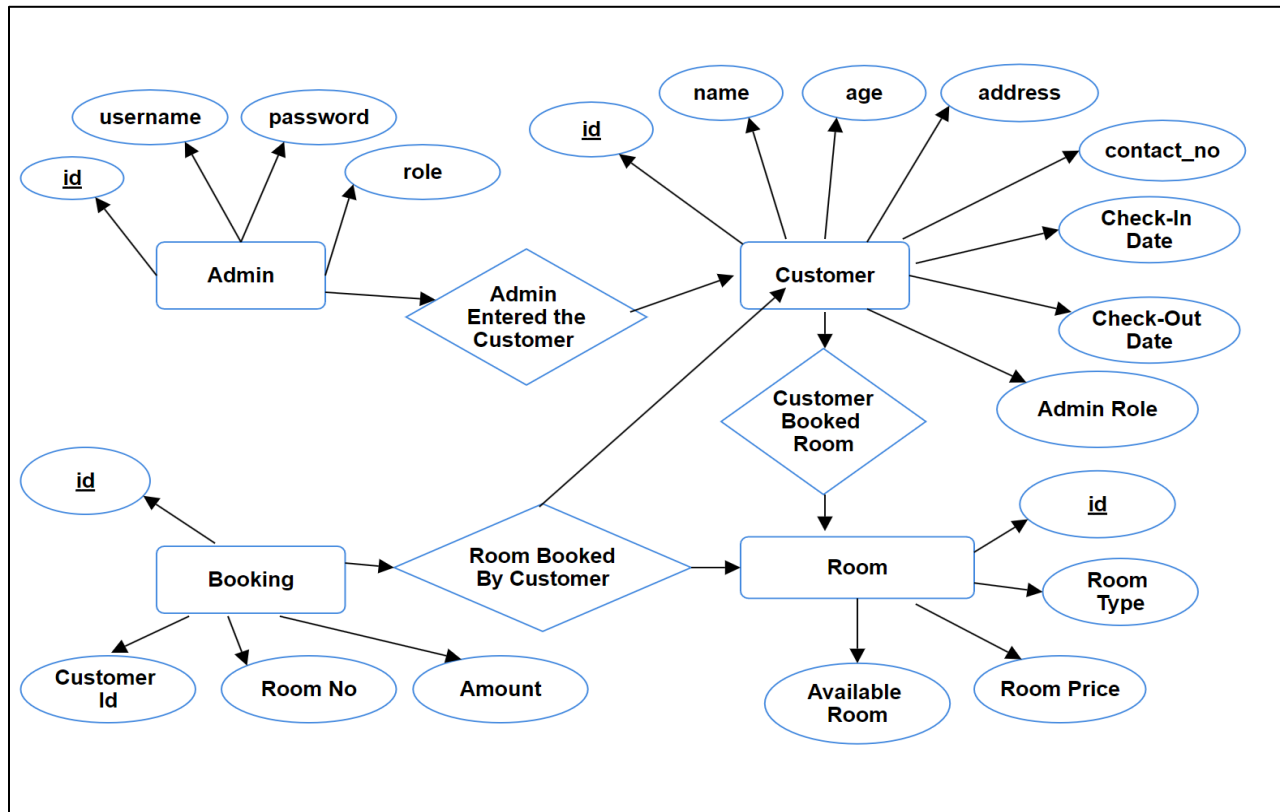 name
age
address
username
password
id
contact_no
id
role
Check-In
Date
Admin
Customer
Admin
Entered the
Customer
Check-Out
Date
Customer
Booked
Room
Admin Role
id
id
Booking
Room Booked
By Customer
Room
Room
Type
Customer
Id
Room No
Amount
Available
Room
Room Price